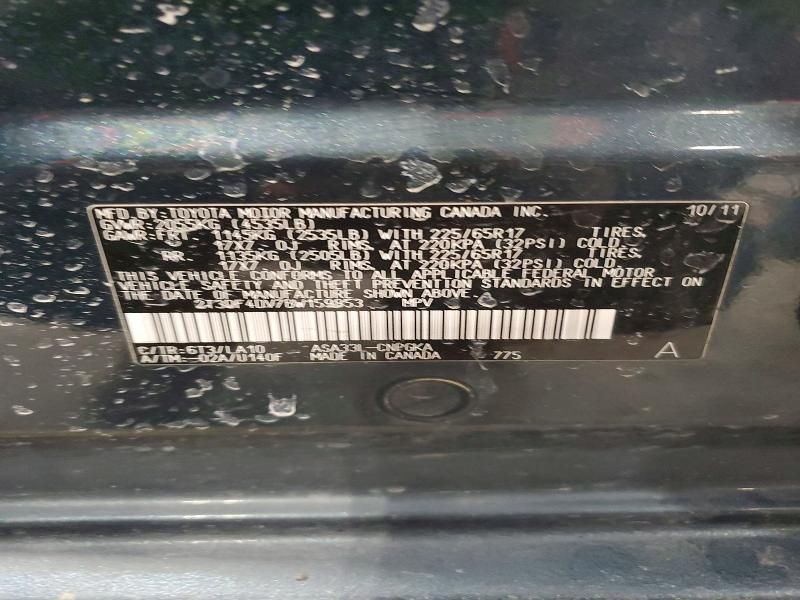 MFD. BY: TOYOTA MOTOR MANUFACTURING CANADA INC. 10/11
GVWR: 2055KG (4535LB)
GAWR: FRT 1145KG (2535LB) WITH 225/65R17 TIRES,
17X7 0J RIMS, AT 220KPA (32PSI) COLD.
RR 1135KG (2505LB) WITH 225/65R17 TIRES,
17X7 0J RIMS, AT 220KPA (32PSI) COLD.
THIS VEHICLE CONFORMS TO ALL APPLICABLE FEDERAL MOTOR
VEHICLE SAFETY AND THEFT PREVENTION STANDARDS IN EFFECT ON
THE DATE OF MANUFACTURE SHOWN ABOVE.
MPV
C/TR: 6T3/LA10 ASA33L-CNPGKA
A/TM: -02A/U140F MADE IN CANADA 775 A